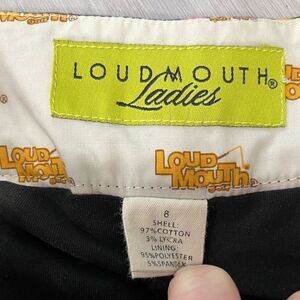 LOUDMOUTH®
Ladies
LOUD
MOUTH
GOLF
8
SHELL:
97%COTTON
3% LYCRA
LINING:
95%POLYESTER
5%SPANDEX